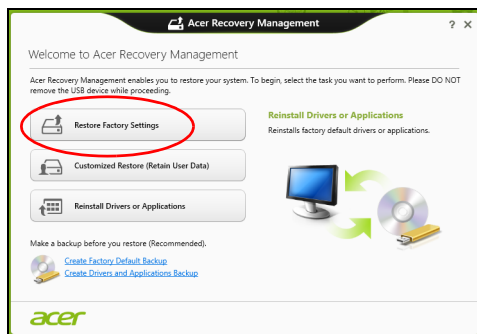 Acer Recovery Management
? X
Welcome to Acer Recovery Management
Acer Recovery Management enables you to restore your system. To begin, select the task you want to perform. Please DO NOT
remove the USB device while proceeding.
Restore Factory Settings
Reinstall Drivers or Applications
Reinstalls factory default drivers or applications.
Customized Restore (Retain User Data)
Reinstall Drivers or Applications
Make a backup before you restore (Recommended).
Create Factory Default Backup
Create Drivers and Applications Backup
acer